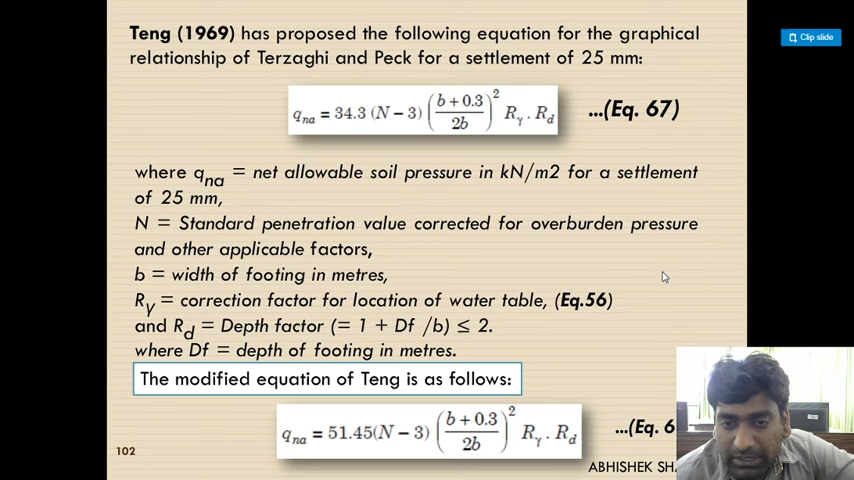 Teng (1969) has proposed the following equation for the graphical
relationship of Terzaghi and Peck for a settlement of 25 mm:
Clip slide
q_na = 34.3 (N − 3) ((b + 0.3)/2b)² R_γ . R_d ...(Eq. 67)
where q_na = net allowable soil pressure in kN/m2 for a settlement
of 25 mm,
N = Standard penetration value corrected for overburden pressure
and other applicable factors,
b = width of footing in metres,
R_γ = correction factor for location of water table, (Eq.56)
and R_d = Depth factor (= 1 + Df /b) ≤ 2.
where Df = depth of footing in metres.
The modified equation of Teng is as follows:
q_na = 51.45(N − 3) ((b + 0.3)/2b)² R_γ . R_d ...(Eq. 6
102
ABHISHEK